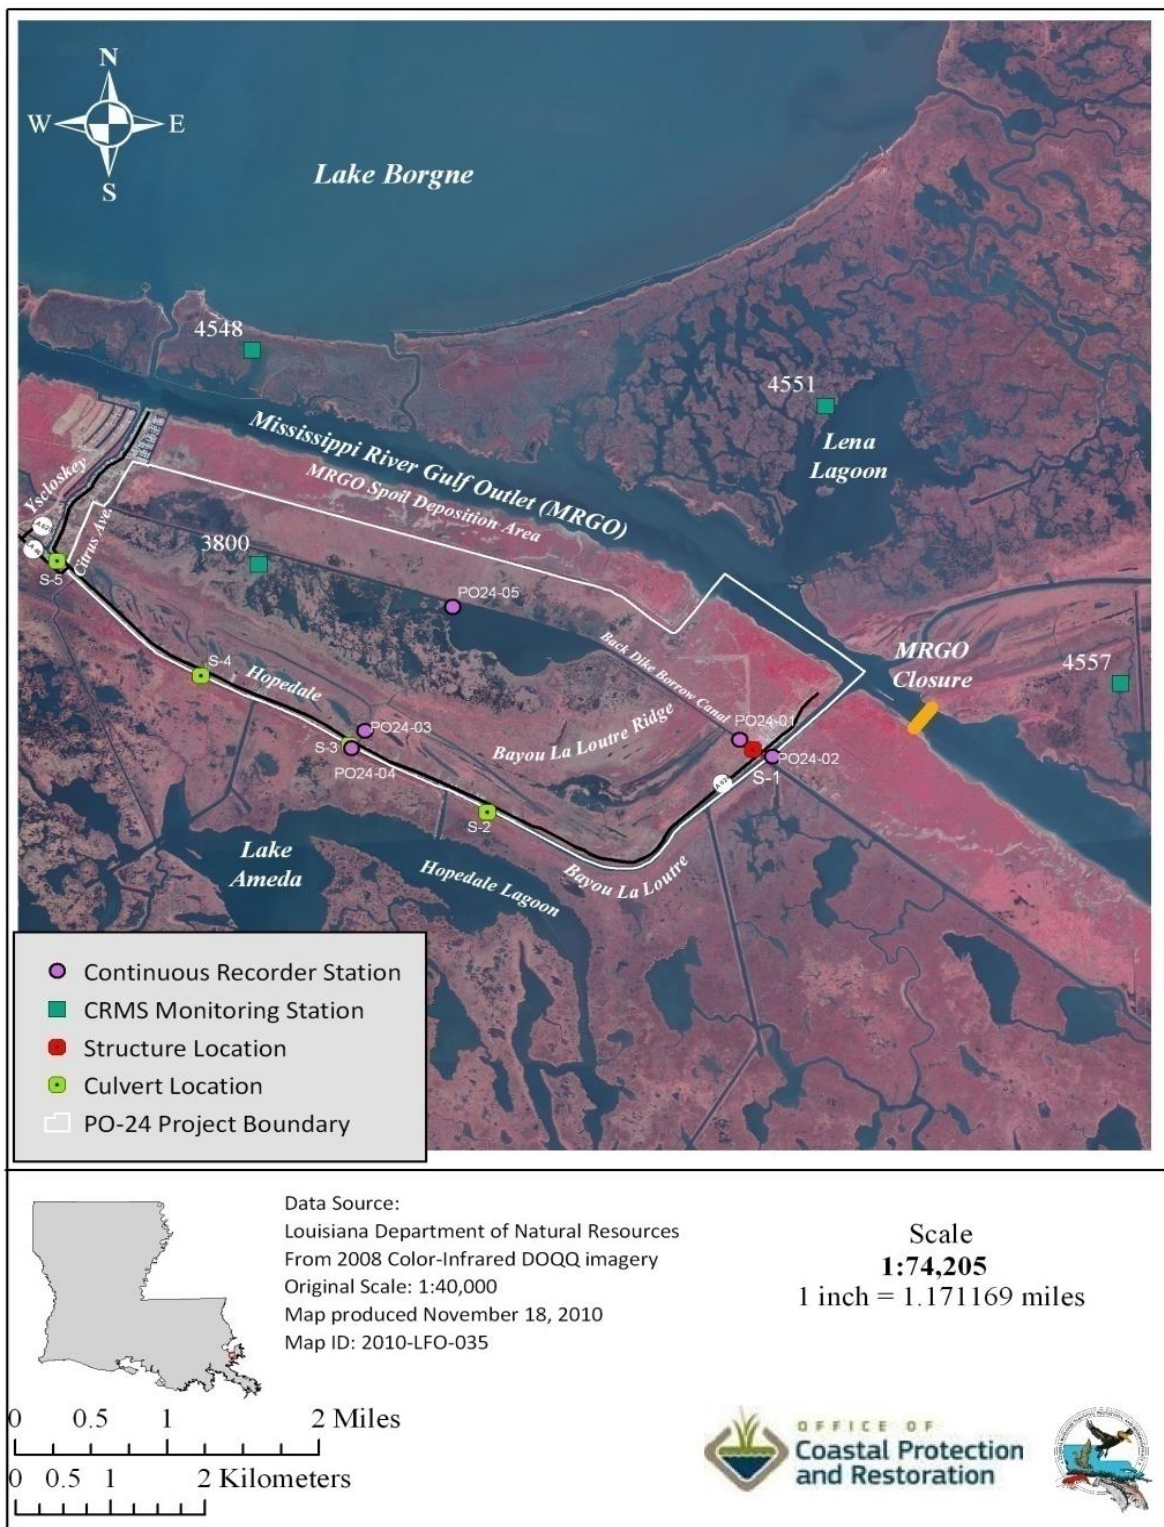 N
W E
S
Lake Borgne
4548
4551
Lena
Lagoon
Mississippi River Gulf Outlet (MRGO)
MRGO Spoil Deposition Area
Yscloskey
Citrus Ave.
3800
S-5
PO24-05
S-4
Hopedale
Back Dike Borrow Canal
MRGO
Closure
4557
PO24-03
S-3
PO24-04
Bayou La Loutre Ridge
PO24-01
PO24-02
S-1
S-2
Lake
Ameda
Hopedale Lagoon
Bayou La Loutre
Continuous Recorder Station
CRMS Monitoring Station
Structure Location
Culvert Location
PO-24 Project Boundary
Data Source:
Louisiana Department of Natural Resources
From 2008 Color-Infrared DOQQ imagery
Original Scale: 1:40,000
Map produced November 18, 2010
Map ID: 2010-LFO-035
Scale
1:74,205
1 inch = 1.171169 miles
0 0.5 1 2 Miles
0 0.5 1 2 Kilometers
OFFICE OF
Coastal Protection
and Restoration